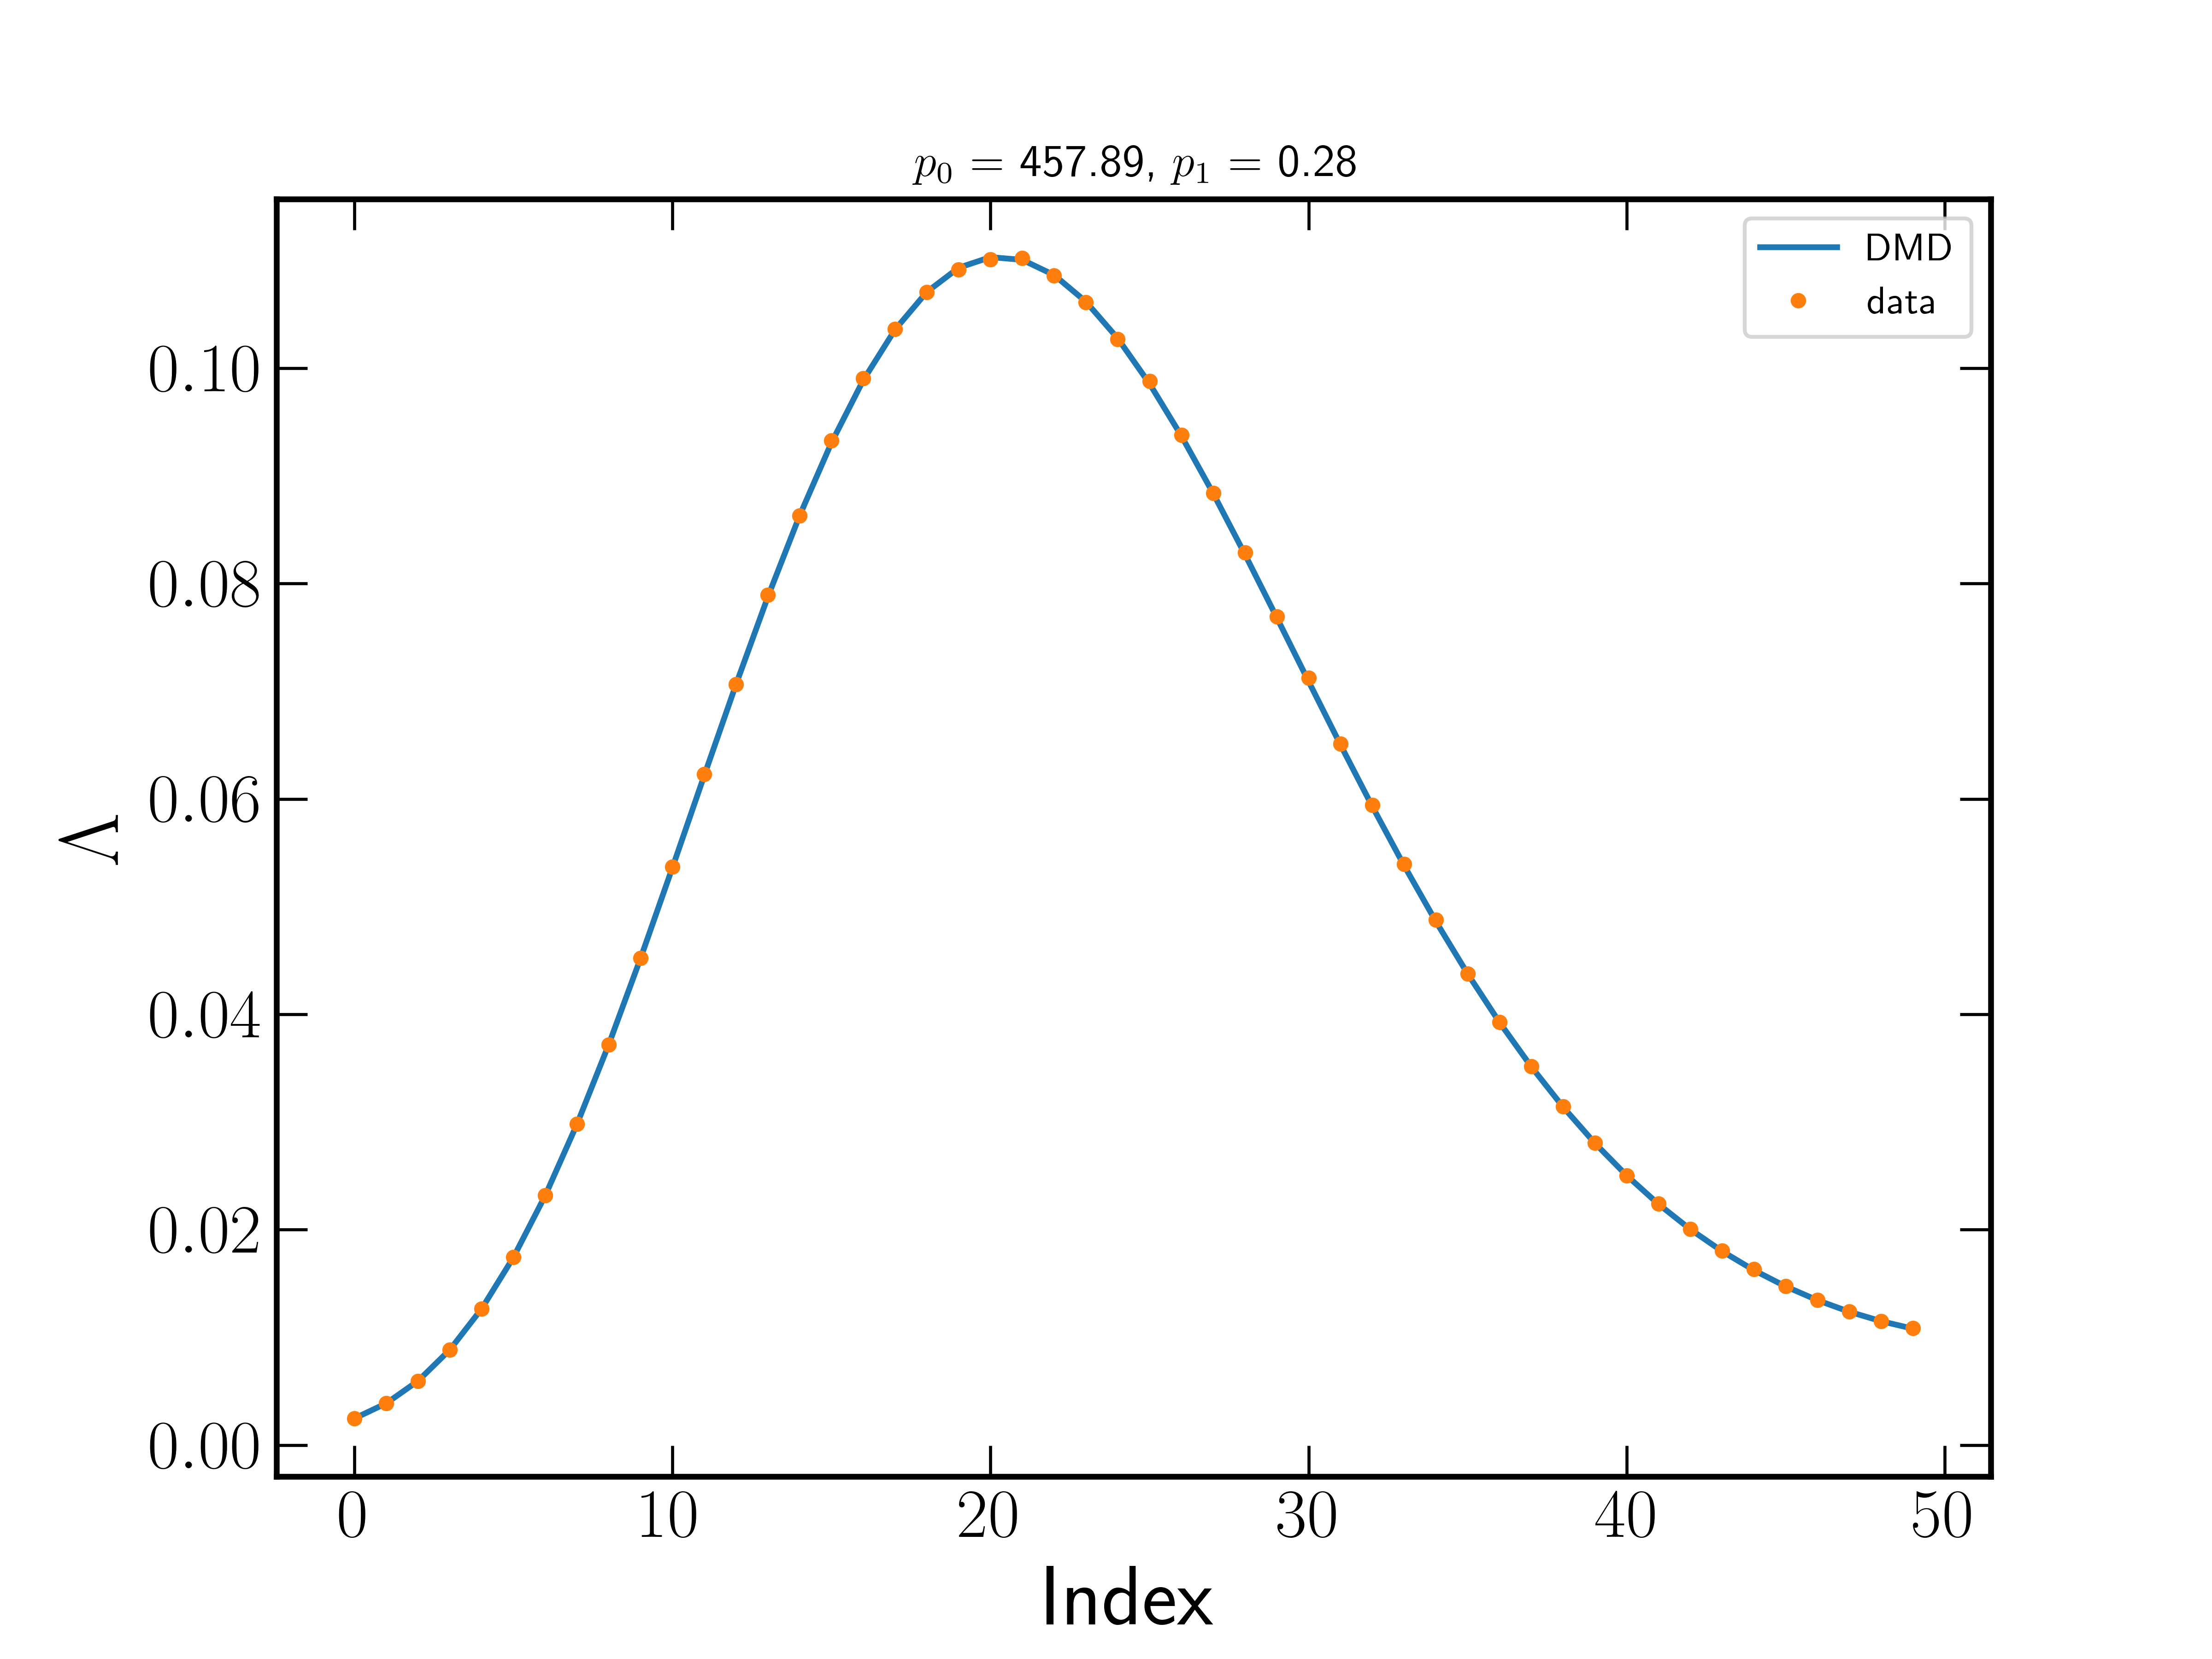 p₀ = 457.89, p₁ = 0.28
DMD
data
0.10
0.08
0.06
0.04
0.02
0.00
Λ
0 10 20 30 40 50
Index